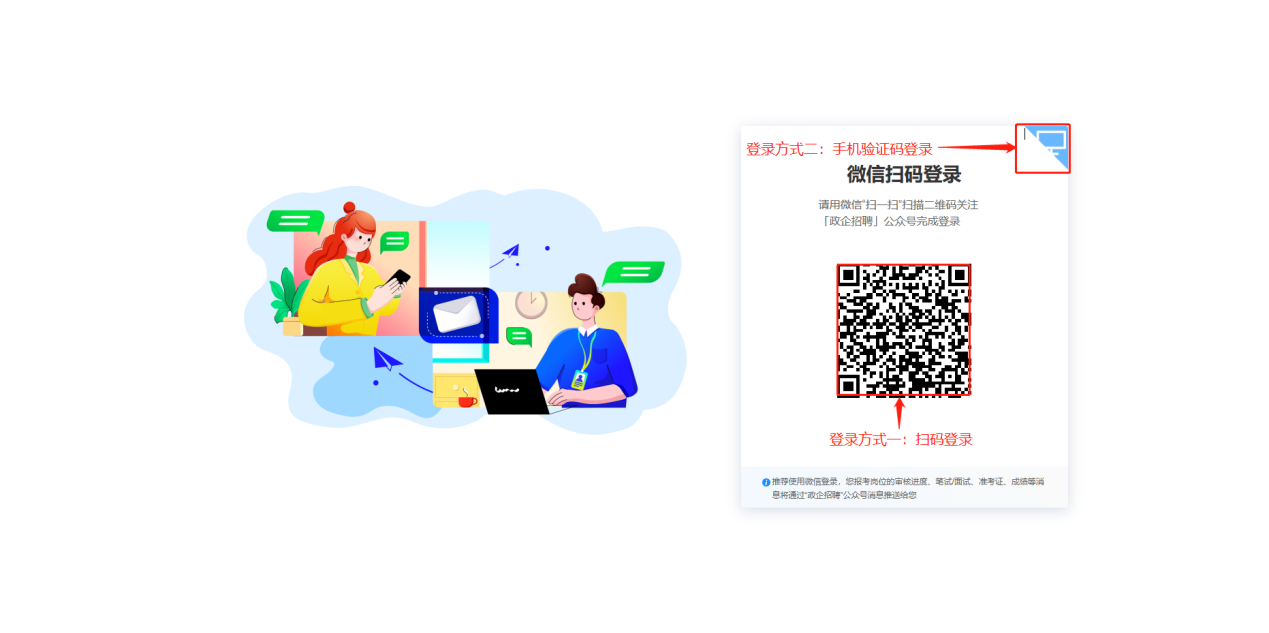 登录方式二：手机验证码登录
微信扫码登录
请用微信“扫一扫”扫描二维码关注
「政企招聘」公众号完成登录
登录方式一：扫码登录
推荐使用微信登录，您报考岗位的审核进度、笔试/面试、准考证、成绩等消
息将通过“政企招聘”公众号消息推送给您